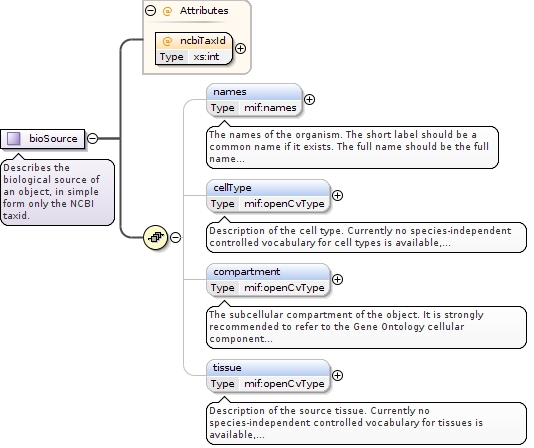 Attributes
ncbiTaxId
Type xs:int
bioSource
Describes the
biological source of
an object, in simple
form only the NCBI
taxid.
names
Type mif:names
The names of the organism. The short label should be a
common name if it exists. The full name should be the full
name...
cellType
Type mif:openCvType
Description of the cell type. Currently no species-independent
controlled vocabulary for cell types is available,...
compartment
Type mif:openCvType
The subcellular compartment of the object. It is strongly
recommended to refer to the Gene Ontology cellular
component...
tissue
Type mif:openCvType
Description of the source tissue. Currently no
species-independent controlled vocabulary for tissues is
available,...